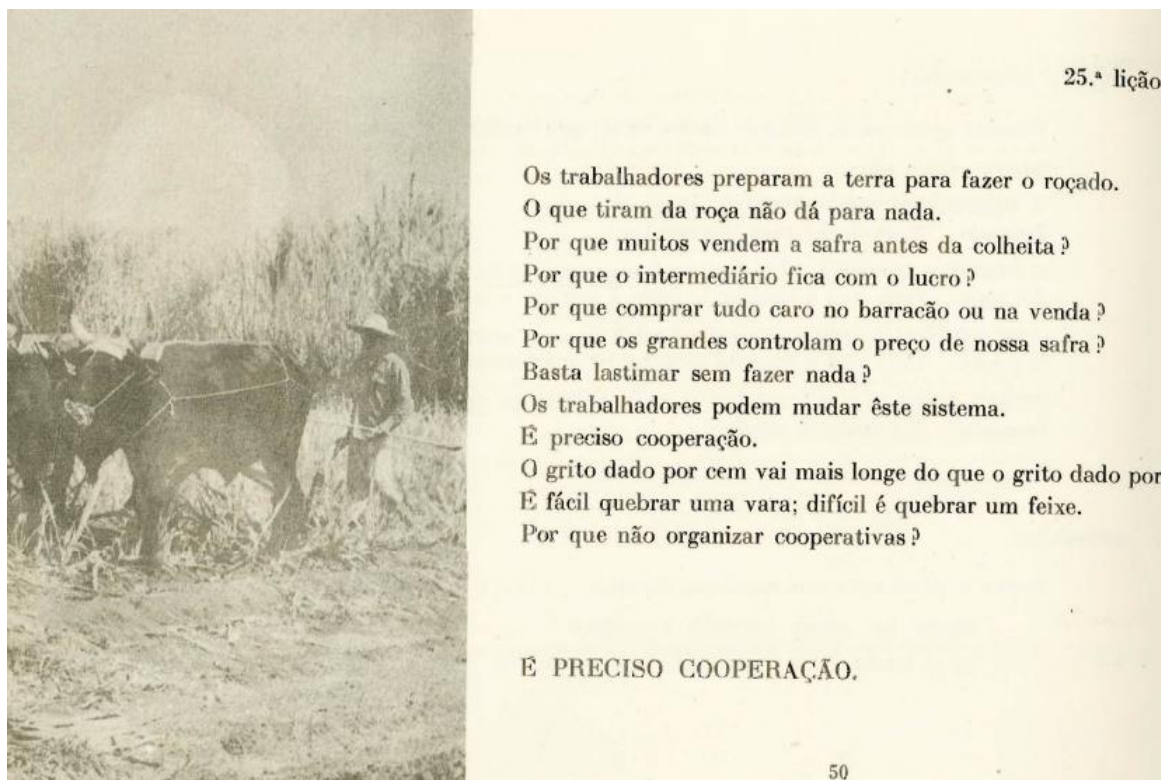 25.ª lição
Os trabalhadores preparam a terra para fazer o roçado.
O que tiram da roça não dá para nada.
Por que muitos vendem a safra antes da colheita?
Por que o intermediário fica com o lucro?
Por que comprar tudo caro no barracão ou na venda?
Por que os grandes controlam o preço de nossa safra?
Basta lastimar sem fazer nada?
Os trabalhadores podem mudar êste sistema.
É preciso cooperação.
O grito dado por cem vai mais longe do que o grito dado por
É fácil quebrar uma vara; difícil é quebrar um feixe.
Por que não organizar cooperativas?
É PRECISO COOPERAÇÃO.
50